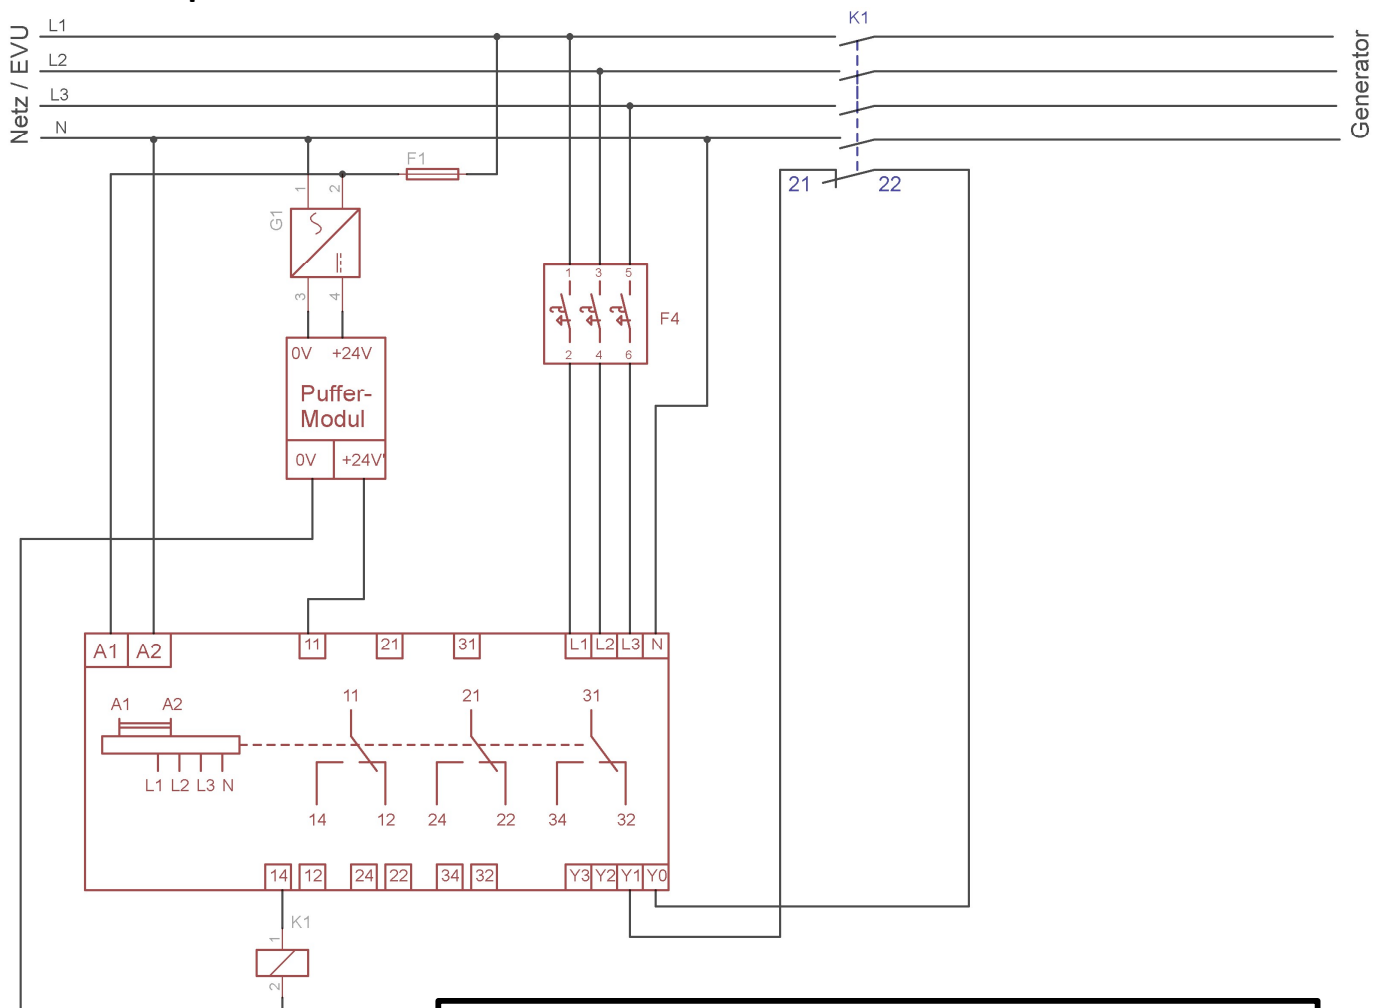 K1
L1
L2
L3
N
Netz / EVU
Generator
F1
21
22
1
2
G1
3
4
1
3
5
2
4
6
F4
0V
+24V
Puffer-
Modul
0V
+24V'
A1
A2
11
21
31
L1
L2
L3
N
A1
A2
11
21
31
L1
L2
L3
N
14
12
24
22
34
32
14
12
24
22
34
32
Y3
Y2
Y1
Y0
K1
1
2